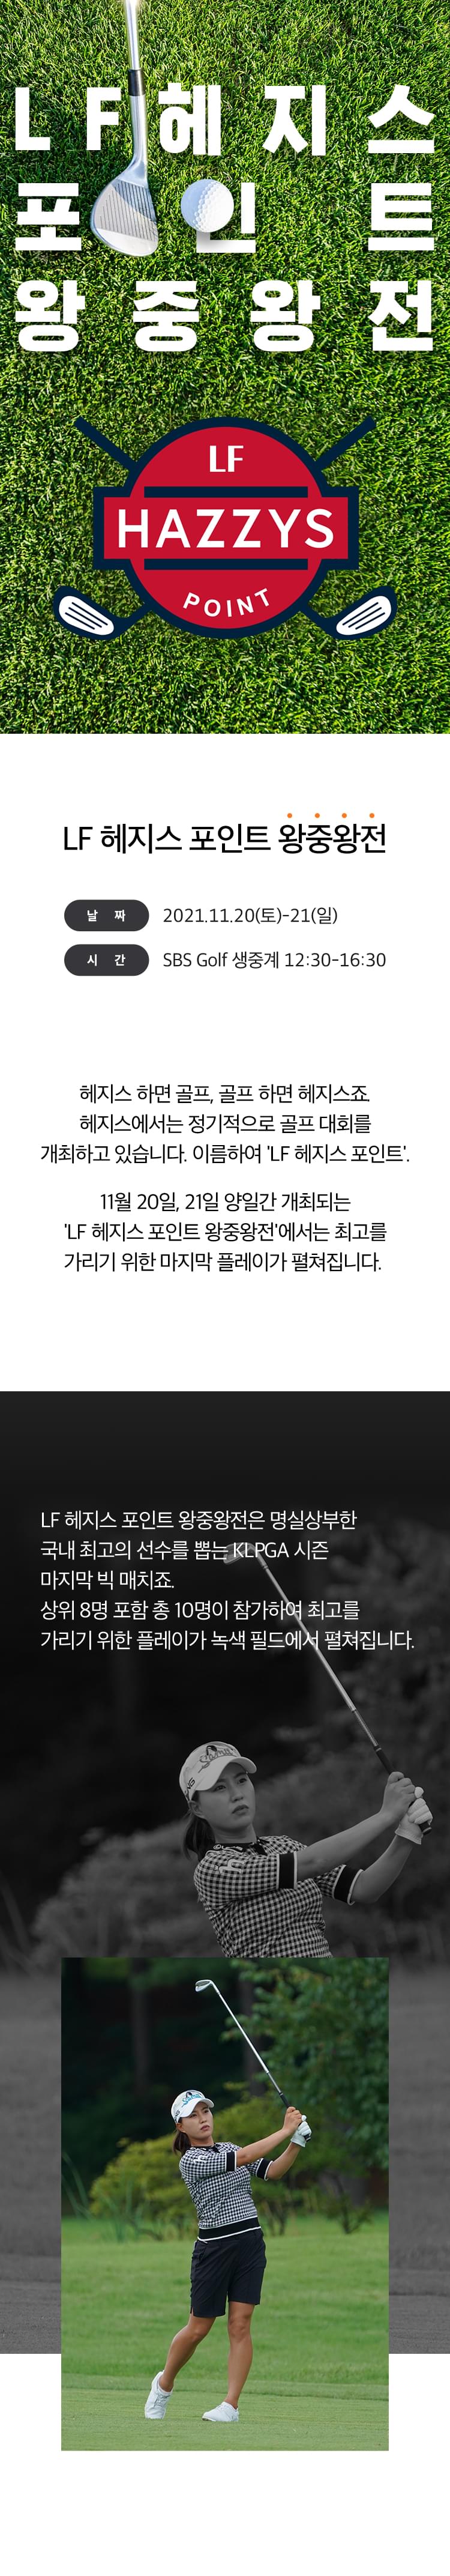 LF헤지스
포인트
왕중왕전
LF
HAZZYS
POINT
LF 헤지스 포인트 왕중왕전
날 짜 2021.11.20(토)-21(일)
시 간 SBS Golf 생중계 12:30-16:30
헤지스 하면 골프, 골프 하면 헤지스죠.
헤지스에서는 정기적으로 골프 대회를
개최하고 있습니다. 이름하여 'LF 헤지스 포인트'.
11월 20일, 21일 양일간 개최되는
'LF 헤지스 포인트 왕중왕전'에서는 최고를
가리기 위한 마지막 플레이가 펼쳐집니다.
LF 헤지스 포인트 왕중왕전은 명실상부한
국내 최고의 선수를 뽑는 KLPGA 시즌
마지막 빅 매치죠.
상위 8명 포함 총 10명이 참가하여 최고를
가리기 위한 플레이가 녹색 필드에서 펼쳐집니다.
PING